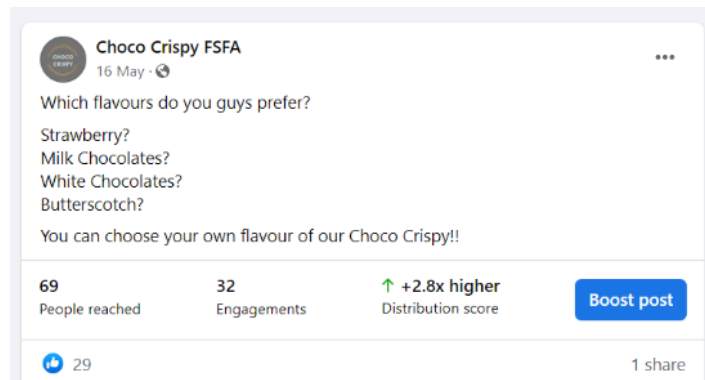 CHOCO
CRISPY
Choco Crispy FSFA
16 May ·
Which flavours do you guys prefer?
Strawberry?
Milk Chocolates?
White Chocolates?
Butterscotch?
You can choose your own flavour of our Choco Crispy!!
69
People reached
32
Engagements
↑ +2.8x higher
Distribution score
Boost post
29
1 share